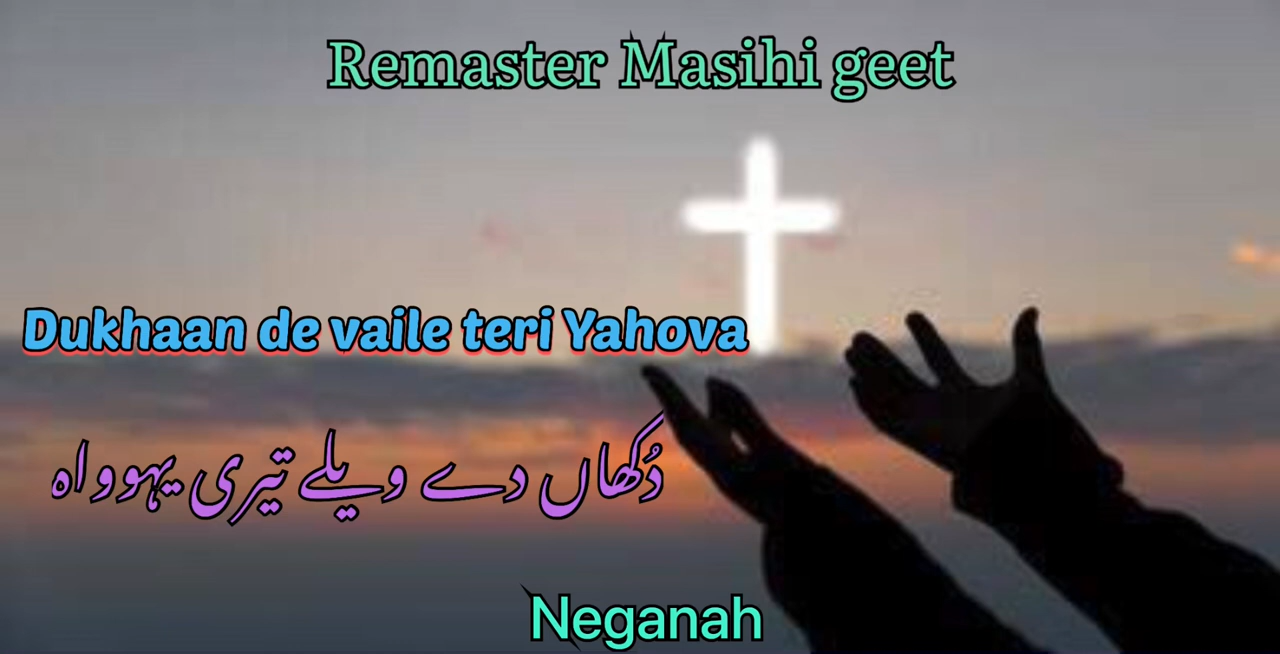 Remaster Masihi geet
Dukhaan de vaile teri Yahova
دُکھاں دے ویلے تیری یہوواہ
Neganah